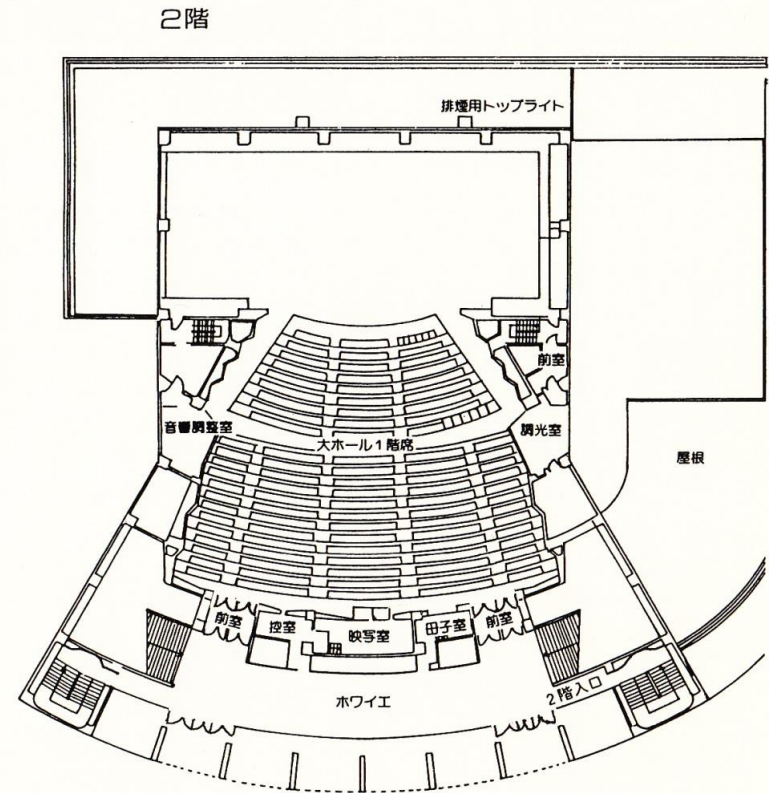 2階
排煙用トップライト
前室
音響調整室
大ホール1階席
調光室
屋根
前室
控室
映写室
母子室
前室
ホワイエ
2階入口